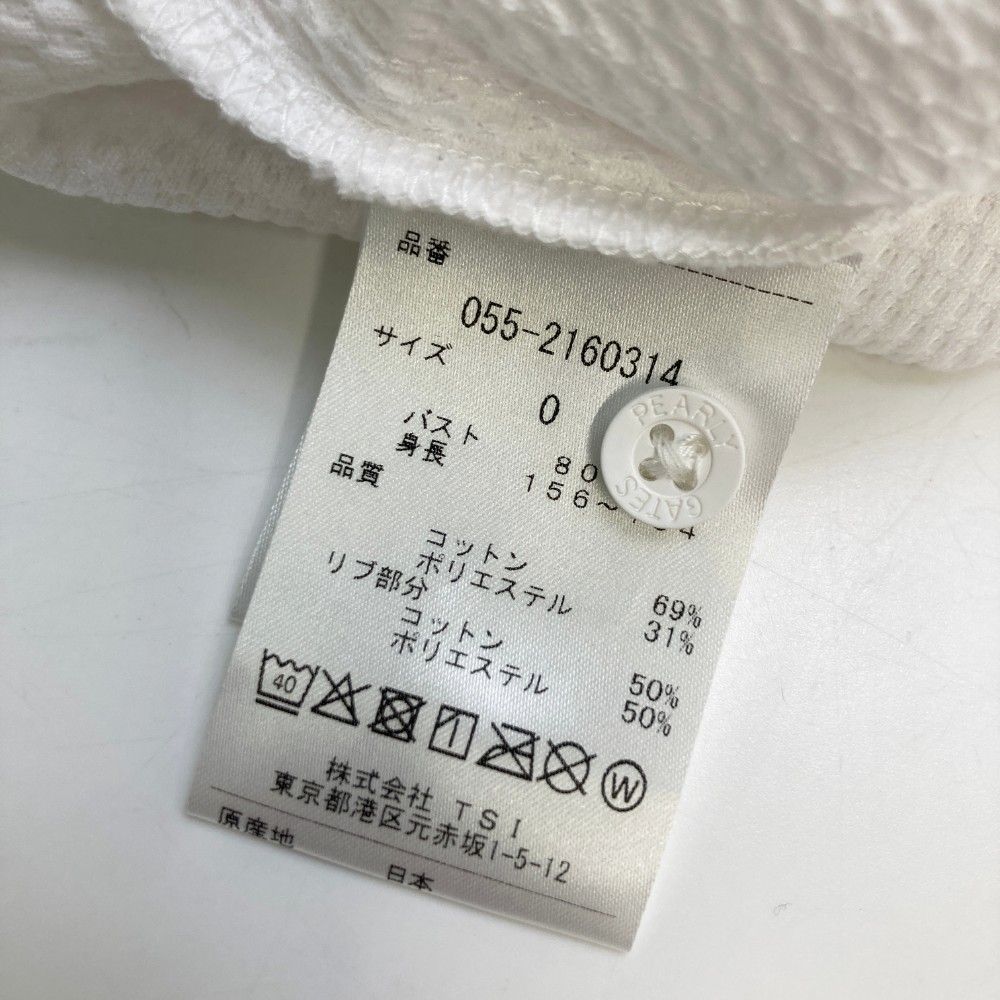 品番
055-2160314
サイズ
0
バスト 80
身長 156～
品質
コットン 69%
ポリエステル 31%
リブ部分
コットン 50%
ポリエステル 50%
40
W
株式会社 TSI
東京都港区元赤坂1-5-12
原産地
日本
PEARLY GATES